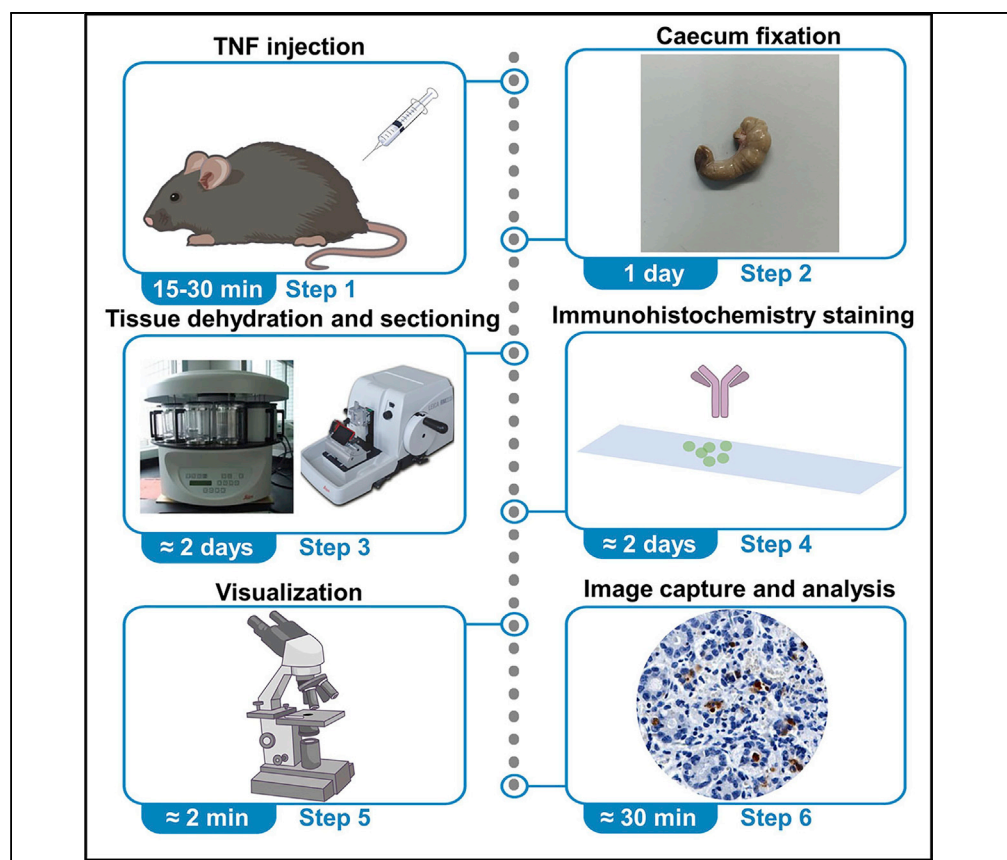 TNF injection
15-30 min Step 1
Caecum fixation
1 day Step 2
Tissue dehydration and sectioning
≈ 2 days Step 3
Immunohistochemistry staining
≈ 2 days Step 4
Visualization
≈ 2 min Step 5
Image capture and analysis
≈ 30 min Step 6